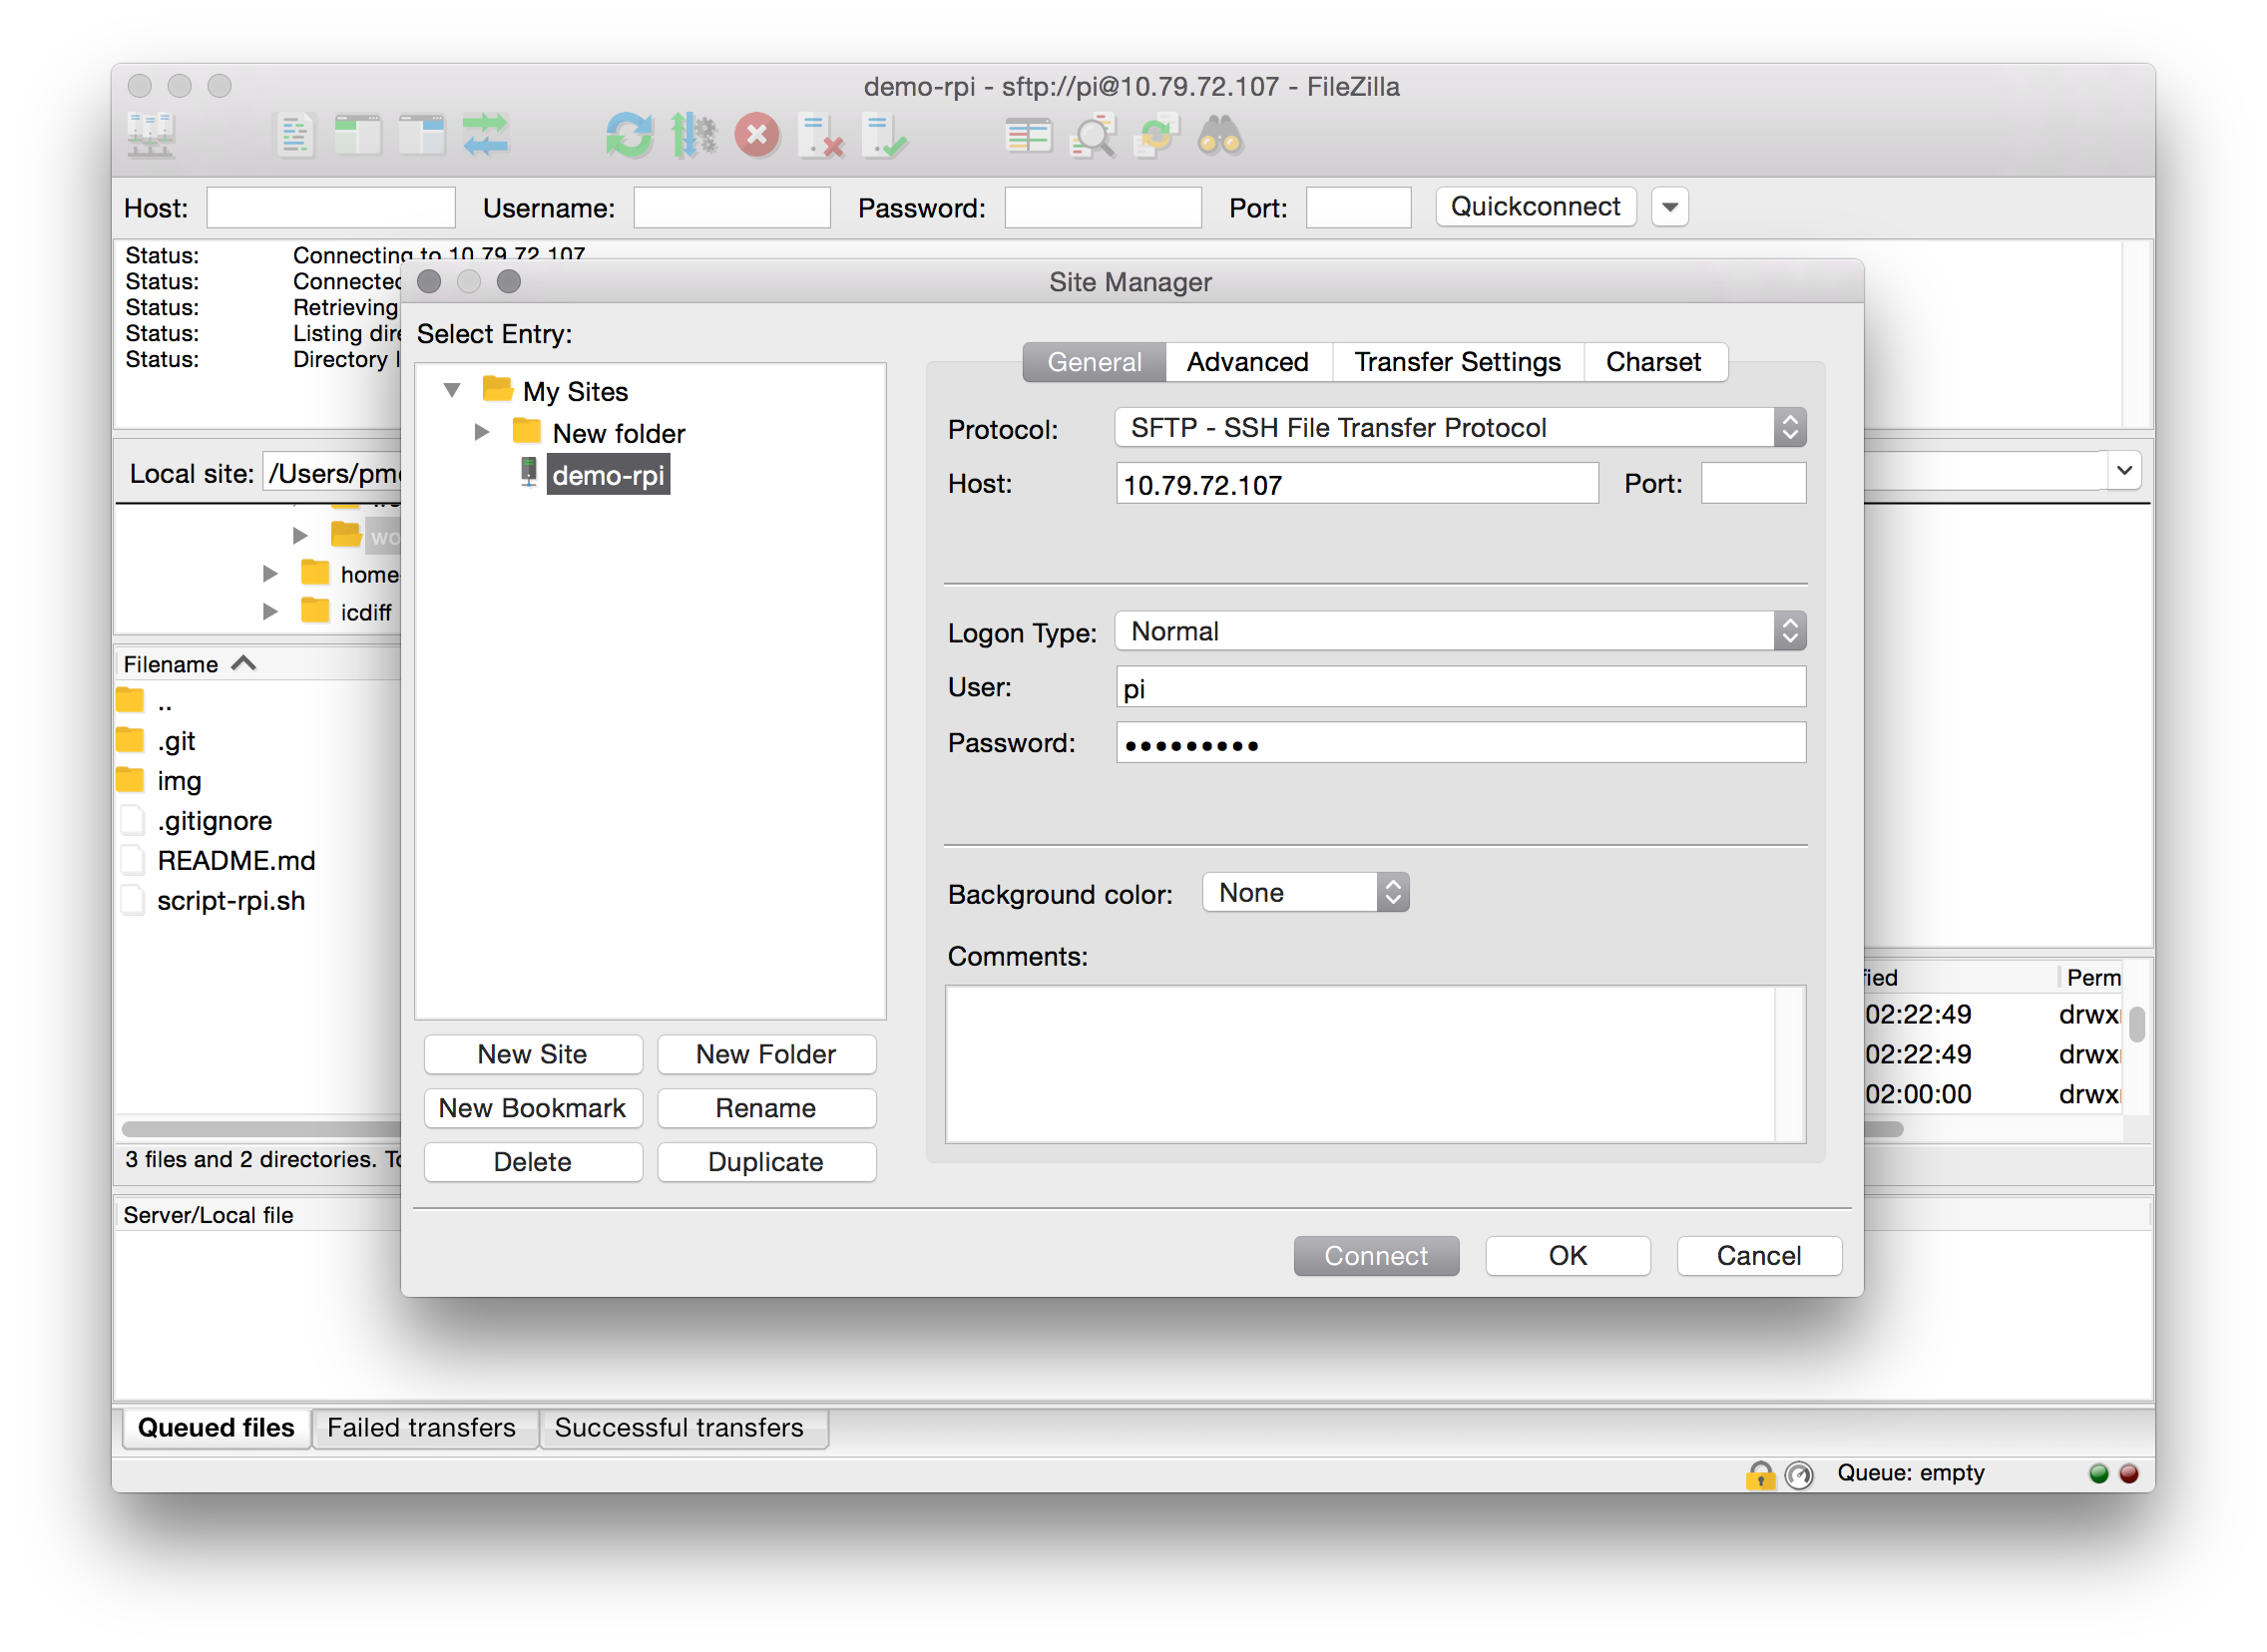 demo-rpi - sftp://pi@10.79.72.107 - FileZilla
Host: Username: Password: Port: Quickconnect
Status: Connecting to 10.79.72.107
Status: Connected
Status: Retrieving
Status: Listing
Status: Directory
Site Manager
Select Entry:
My Sites
New folder
demo-rpi
General Advanced Transfer Settings Charset
Protocol: SFTP - SSH File Transfer Protocol
Host: 10.79.72.107 Port:
Logon Type: Normal
User: pi
Password: •••••••••
Background color: None
Comments:
New Site New Folder
New Bookmark Rename
Delete Duplicate
Connect OK Cancel
Local site: /Users/
home
icdiff
Filename
..
.git
img
.gitignore
README.md
script-rpi.sh
3 files and 2 directories.
02:22:49 drwx
02:22:49 drwx
02:00:00 drwx
Server/Local file
Queued files Failed transfers Successful transfers
Queue: empty